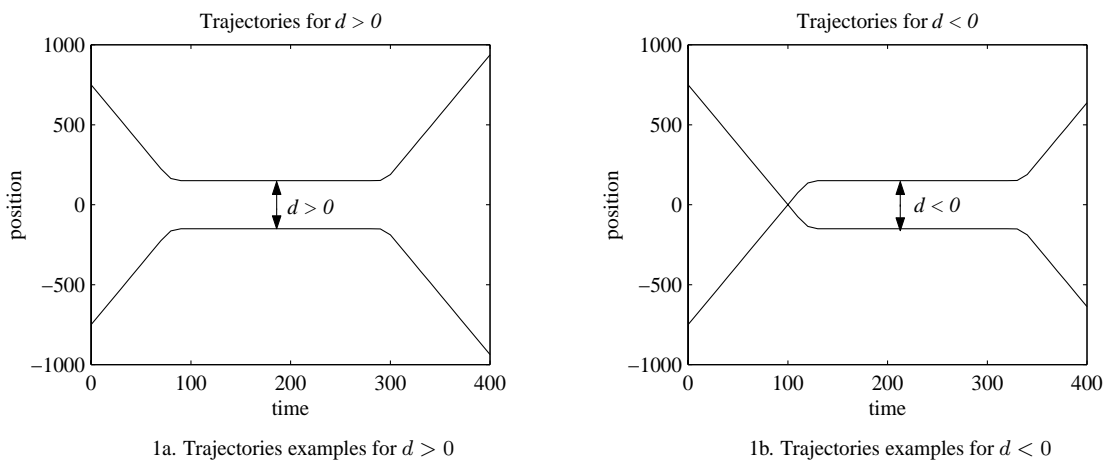 Trajectories for d > 0
1000
500
0
−500
−1000
position
d > 0
0
100
200
300
400
time
1a. Trajectories examples for d > 0
Trajectories for d < 0
1000
500
0
−500
−1000
position
d < 0
0
100
200
300
400
time
1b. Trajectories examples for d < 0